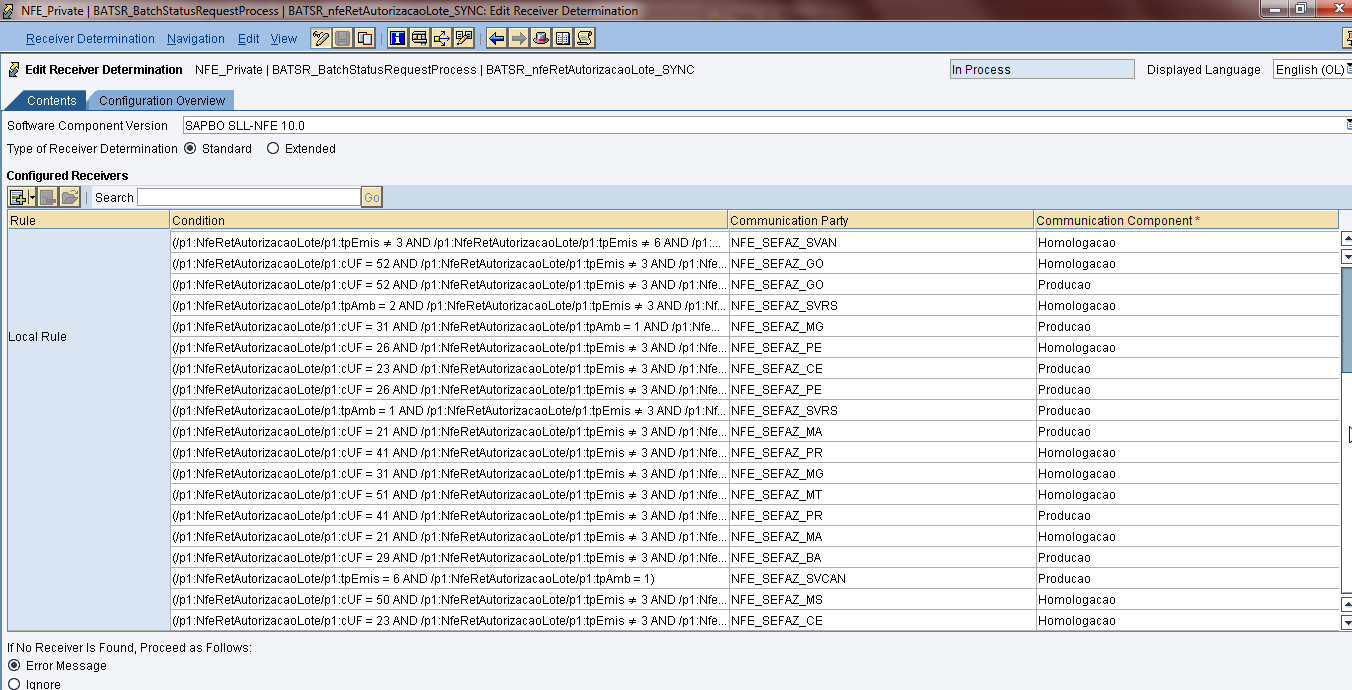 NFE_Private | BATSR_BatchStatusRequestProcess | BATSR_nfeRetAutorizacaoLote_SYNC: Edit Receiver Determination
Receiver Determination Navigation Edit View
Edit Receiver Determination NFE_Private | BATSR_BatchStatusRequestProcess | BATSR_nfeRetAutorizacaoLote_SYNC In Process Displayed Language English (OL)
Contents Configuration Overview
Software Component Version SAPBO SLL-NFE 10.0
Type of Receiver Determination Standard Extended
Configured Receivers
Search Go
Rule Condition Communication Party Communication Component *
(/p1:NfeRetAutorizacaoLote/p1:tpEmis ≠ 3 AND /p1:NfeRetAutorizacaoLote/p1:tpEmis ≠ 6 AND /p1:... NFE_SEFAZ_SVAN Homologacao
(/p1:NfeRetAutorizacaoLote/p1:cUF = 52 AND /p1:NfeRetAutorizacaoLote/p1:tpEmis ≠ 3 AND /p1:Nfe... NFE_SEFAZ_GO Homologacao
(/p1:NfeRetAutorizacaoLote/p1:cUF = 52 AND /p1:NfeRetAutorizacaoLote/p1:tpEmis ≠ 3 AND /p1:Nfe... NFE_SEFAZ_GO Producao
(/p1:NfeRetAutorizacaoLote/p1:tpAmb = 2 AND /p1:NfeRetAutorizacaoLote/p1:tpEmis ≠ 3 AND /p1:Nf... NFE_SEFAZ_SVRS Homologacao
(/p1:NfeRetAutorizacaoLote/p1:cUF = 31 AND /p1:NfeRetAutorizacaoLote/p1:tpAmb = 1 AND /p1:Nfe... NFE_SEFAZ_MG Producao
Local Rule
(/p1:NfeRetAutorizacaoLote/p1:cUF = 26 AND /p1:NfeRetAutorizacaoLote/p1:tpEmis ≠ 3 AND /p1:Nfe... NFE_SEFAZ_PE Homologacao
(/p1:NfeRetAutorizacaoLote/p1:cUF = 23 AND /p1:NfeRetAutorizacaoLote/p1:tpEmis ≠ 3 AND /p1:Nfe... NFE_SEFAZ_CE Producao
(/p1:NfeRetAutorizacaoLote/p1:cUF = 26 AND /p1:NfeRetAutorizacaoLote/p1:tpEmis ≠ 3 AND /p1:Nfe... NFE_SEFAZ_PE Producao
(/p1:NfeRetAutorizacaoLote/p1:tpAmb = 1 AND /p1:NfeRetAutorizacaoLote/p1:tpEmis ≠ 3 AND /p1:Nf... NFE_SEFAZ_SVRS Producao
(/p1:NfeRetAutorizacaoLote/p1:cUF = 21 AND /p1:NfeRetAutorizacaoLote/p1:tpEmis ≠ 3 AND /p1:Nfe... NFE_SEFAZ_MA Producao
(/p1:NfeRetAutorizacaoLote/p1:cUF = 41 AND /p1:NfeRetAutorizacaoLote/p1:tpEmis ≠ 3 AND /p1:Nfe... NFE_SEFAZ_PR Homologacao
(/p1:NfeRetAutorizacaoLote/p1:cUF = 31 AND /p1:NfeRetAutorizacaoLote/p1:tpEmis ≠ 3 AND /p1:Nfe... NFE_SEFAZ_MG Homologacao
(/p1:NfeRetAutorizacaoLote/p1:cUF = 51 AND /p1:NfeRetAutorizacaoLote/p1:tpEmis ≠ 3 AND /p1:Nfe... NFE_SEFAZ_MT Homologacao
(/p1:NfeRetAutorizacaoLote/p1:cUF = 41 AND /p1:NfeRetAutorizacaoLote/p1:tpEmis ≠ 3 AND /p1:Nfe... NFE_SEFAZ_PR Producao
(/p1:NfeRetAutorizacaoLote/p1:cUF = 21 AND /p1:NfeRetAutorizacaoLote/p1:tpEmis ≠ 3 AND /p1:Nfe... NFE_SEFAZ_MA Homologacao
(/p1:NfeRetAutorizacaoLote/p1:cUF = 29 AND /p1:NfeRetAutorizacaoLote/p1:tpEmis ≠ 3 AND /p1:Nfe... NFE_SEFAZ_BA Producao
(/p1:NfeRetAutorizacaoLote/p1:tpEmis = 6 AND /p1:NfeRetAutorizacaoLote/p1:tpAmb = 1) NFE_SEFAZ_SVCAN Producao
(/p1:NfeRetAutorizacaoLote/p1:cUF = 50 AND /p1:NfeRetAutorizacaoLote/p1:tpEmis ≠ 3 AND /p1:Nfe... NFE_SEFAZ_MS Homologacao
(/p1:NfeRetAutorizacaoLote/p1:cUF = 23 AND /p1:NfeRetAutorizacaoLote/p1:tpEmis ≠ 3 AND /p1:Nfe... NFE_SEFAZ_CE Homologacao
If No Receiver Is Found, Proceed as Follows:
Error Message
Ignore